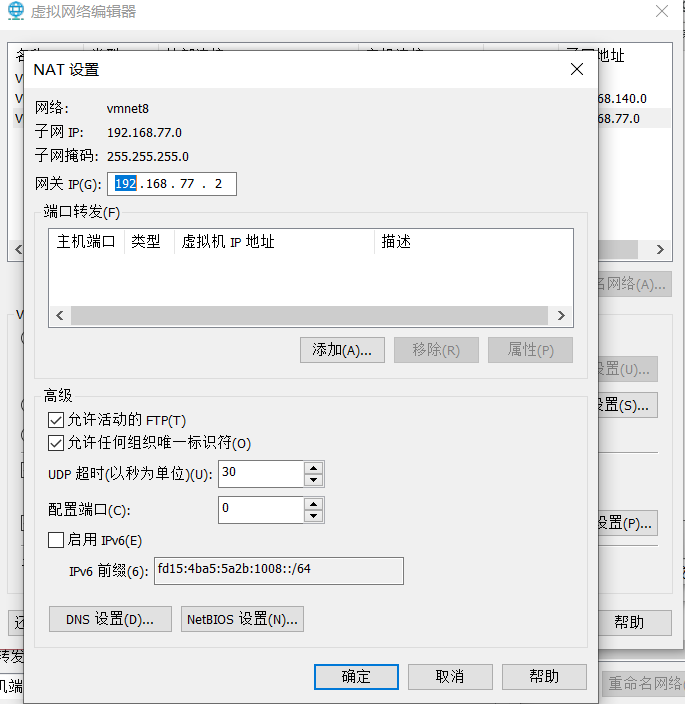 虚拟网络编辑器
地址
NAT 设置
网络: vmnet8
68.140.0
子网 IP: 192.168.77.0
68.77.0
子网掩码: 255.255.255.0
网关 IP(G): 192 . 168 . 77 . 2
端口转发(F)
主机端口 类型 虚拟机 IP 地址 描述
名网络(A)...
添加(A)... 移除(R) 属性(P)
设置(U)...
高级
设置(S)...
允许活动的 FTP(T)
允许任何组织唯一标识符(O)
UDP 超时(以秒为单位)(U): 30
配置端口(C): 0
设置(P)...
启用 IPv6(E)
IPv6 前缀(6): fd15:4ba5:5a2b:1008::/64
DNS 设置(D)... NetBIOS 设置(N)...
帮助
转发
确定 取消 帮助
机端
重命名网络